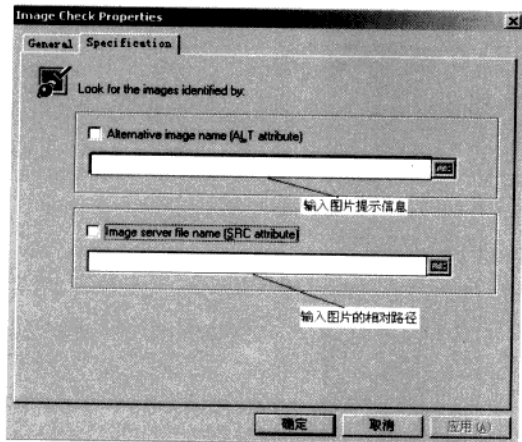 Image Check Properties
General Specification
Look for the images identified by:
Alternative image name (ALT attribute)
输入图片提示信息
Image server file name (SRC attribute)
输入图片的相对路径
确定 取消 应用(A)